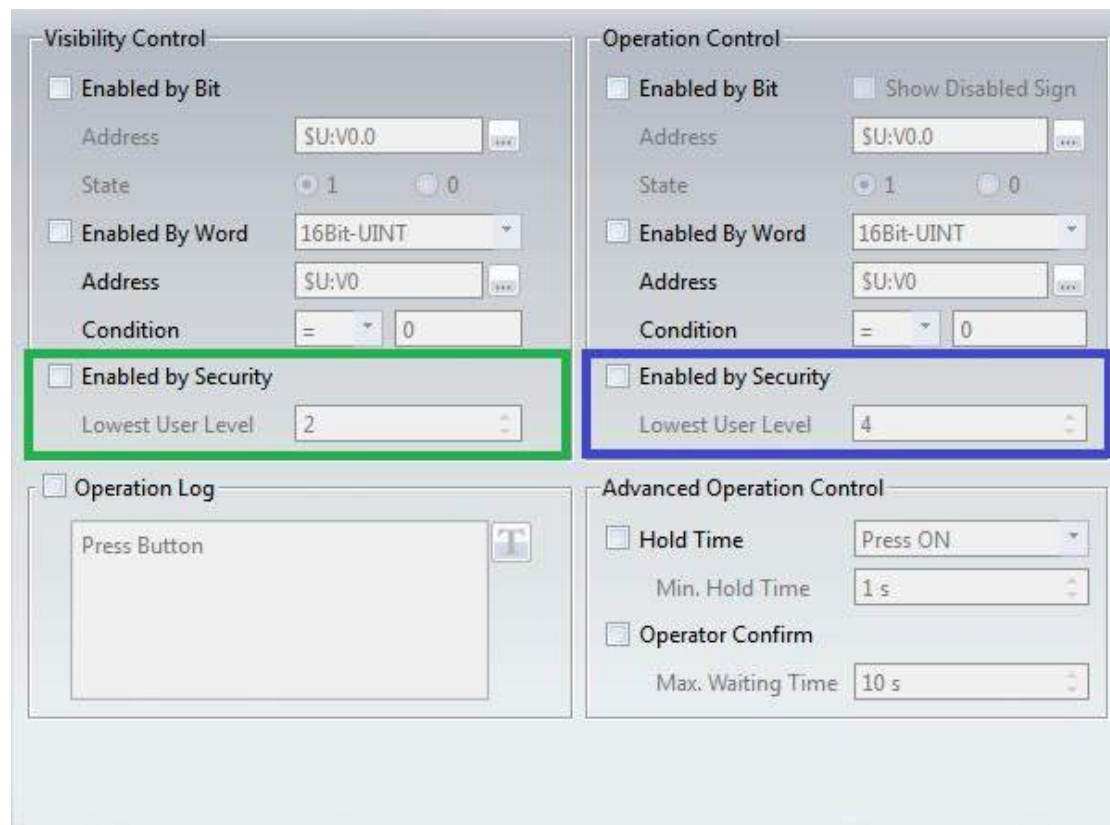 Visibility Control
Enabled by Bit
Address $U:V0.0 ...
State 1 0
Enabled By Word 16Bit-UINT
Address $U:V0 ...
Condition = 0
Enabled by Security
Lowest User Level 2
Operation Log
Press Button T
Operation Control
Enabled by Bit Show Disabled Sign
Address $U:V0.0 ...
State 1 0
Enabled By Word 16Bit-UINT
Address $U:V0 ...
Condition = 0
Enabled by Security
Lowest User Level 4
Advanced Operation Control
Hold Time Press ON
Min. Hold Time 1 s
Operator Confirm
Max. Waiting Time 10 s